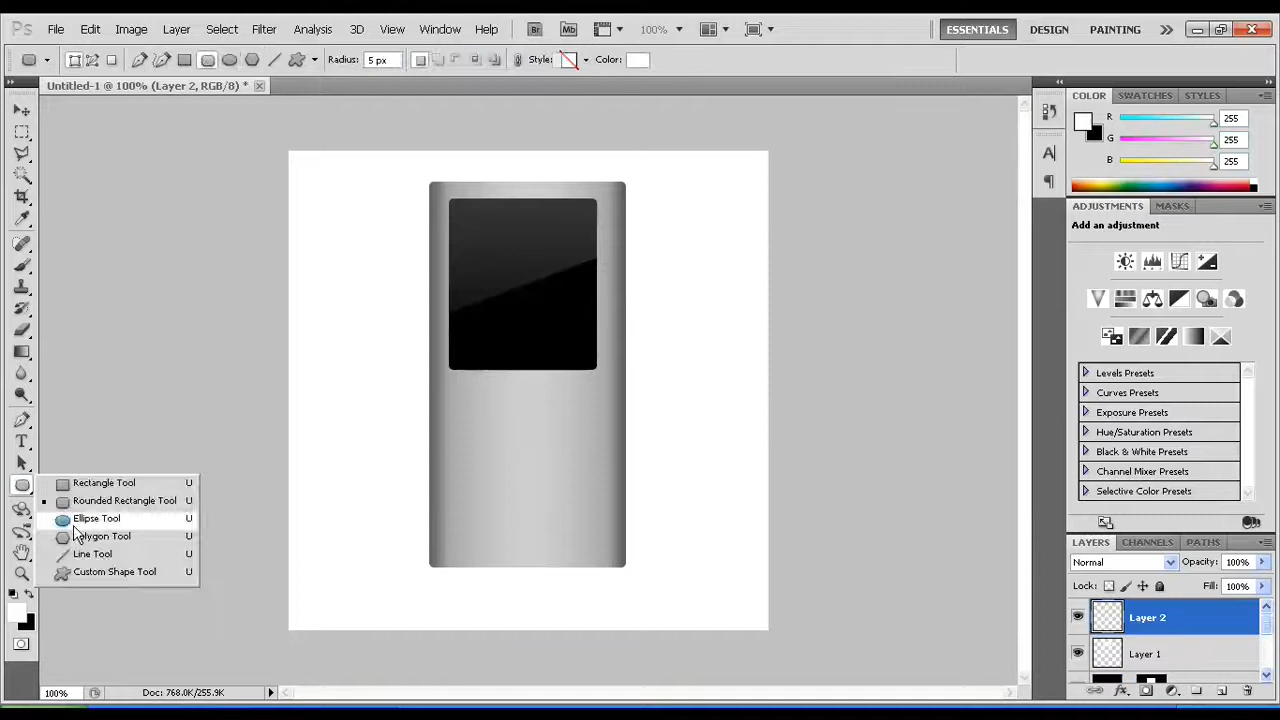 Ps File Edit Image Layer Select Filter Analysis 3D View Window Help Br Mb 100% ESSENTIALS DESIGN PAINTING
Radius: 5 px Style: Color:
Untitled-1 @ 100% (Layer 2, RGB/8) *
COLOR SWATCHES STYLES
R 255
G 255
B 255
ADJUSTMENTS MASKS
Add an adjustment
Levels Presets
Curves Presets
Exposure Presets
Hue/Saturation Presets
Black & White Presets
Channel Mixer Presets
Selective Color Presets
Rectangle Tool U
Rounded Rectangle Tool U
Ellipse Tool U
Polygon Tool U
Line Tool U
Custom Shape Tool U
LAYERS CHANNELS PATHS
Normal Opacity: 100%
Lock: Fill: 100%
Layer 2
Layer 1
100% Doc: 768.0K/255.9K